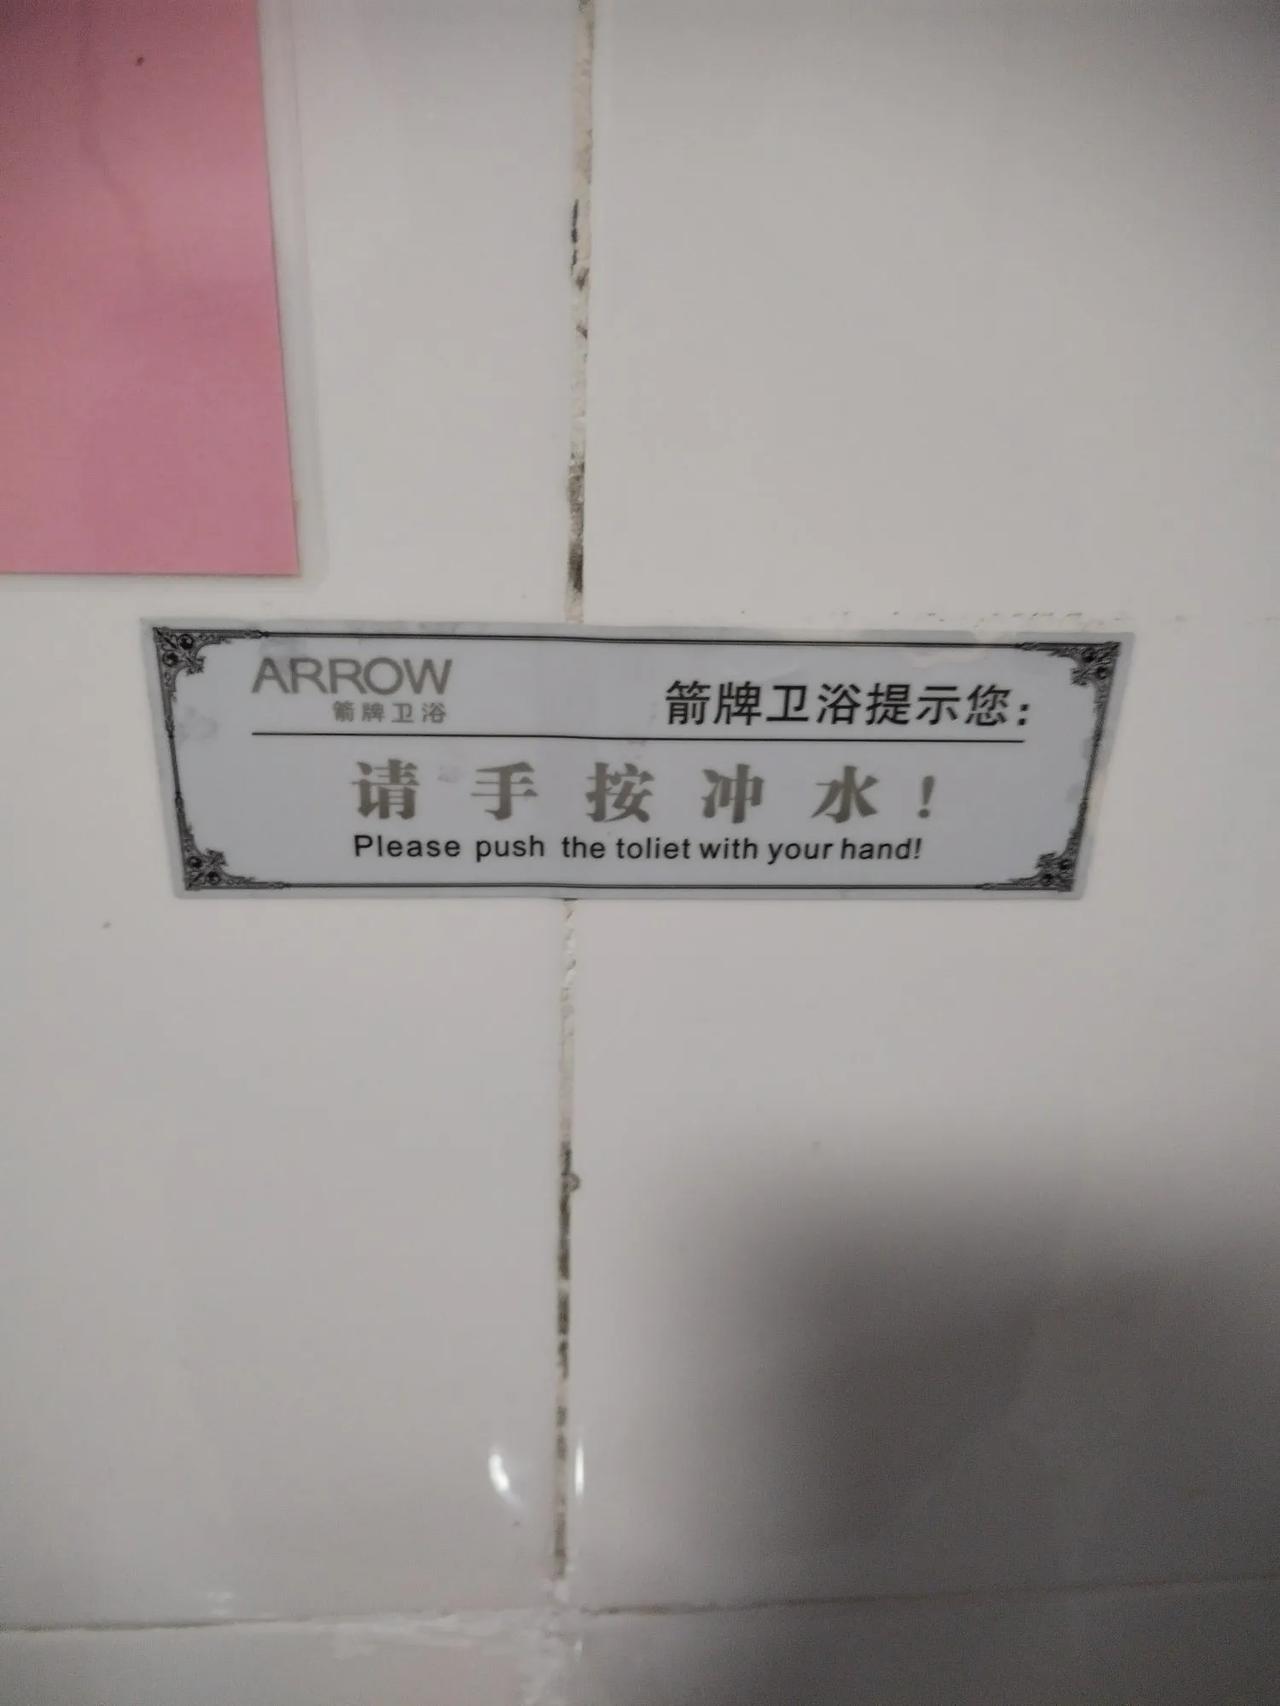 ARROW
箭牌卫浴
箭牌卫浴提示您:
请手按冲水!
Please push the toliet with your hand!